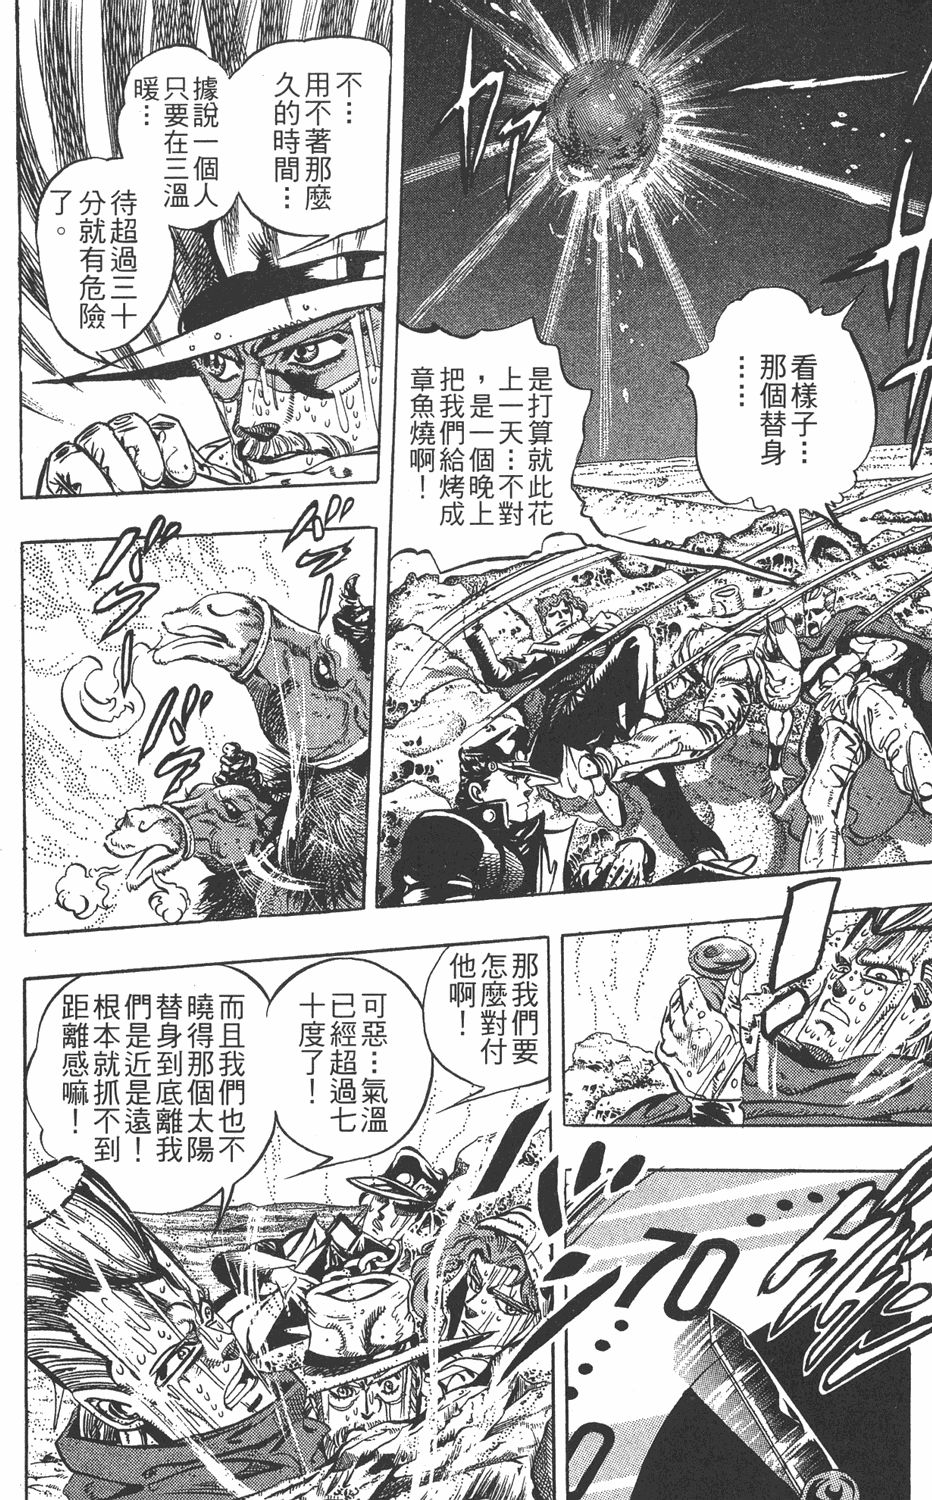 看樣子…
那個替身
……
是打算就此花
上一天…不對
，是一個晚上
把我們給烤成
章魚燒啊！
不…
用不著那麼
久的時間…
據說一個人
只要在三溫
暖…
待超過三十
分就有危險
了。
那我們要
怎麼對付
他啊！
70
可惡…氣溫
已經超過七
十度了！
而且我們也不
曉得那個太陽
替身到底離我
們是近是遠！
根本就抓不到
距離感嘛！